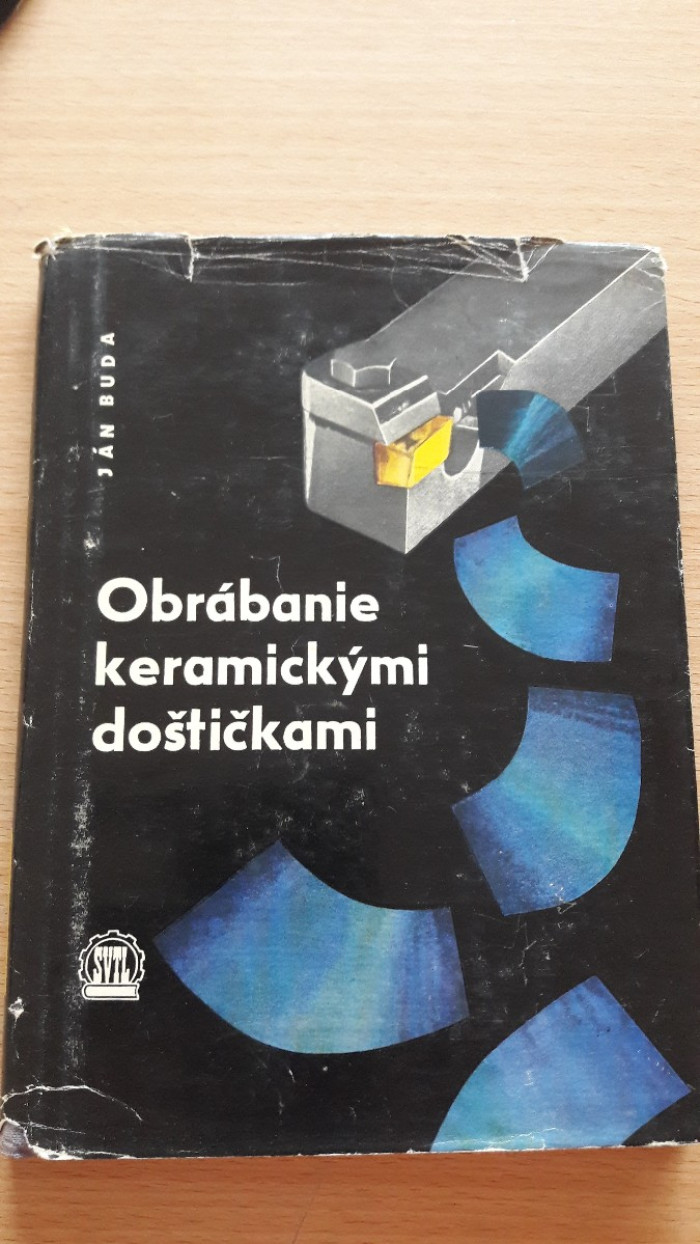 JÁN BUDA
Obrábanie
keramickými
doštičkami
SVTL